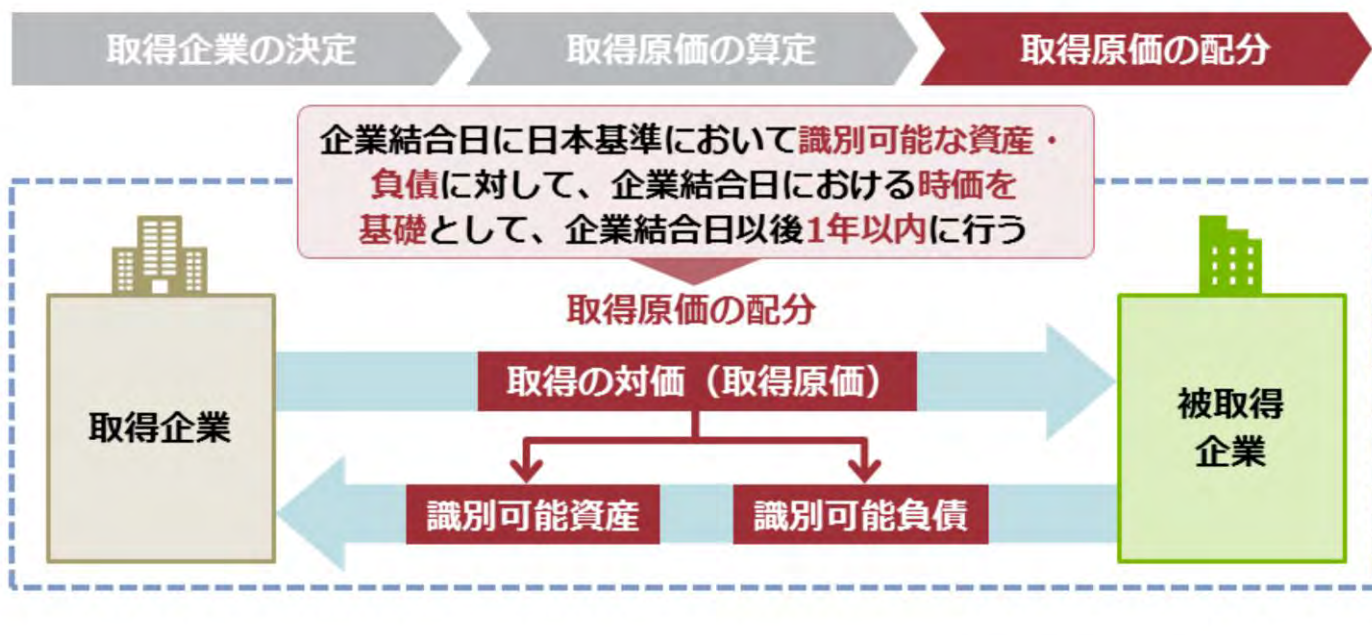 取得企業の決定
取得原価の算定
取得原価の配分
企業結合日に日本基準において識別可能な資産・
負債に対して、企業結合日における時価を
基礎として、企業結合日以後1年以内に行う
取得原価の配分
取得の対価（取得原価）
取得企業
被取得
企業
識別可能資産
識別可能負債